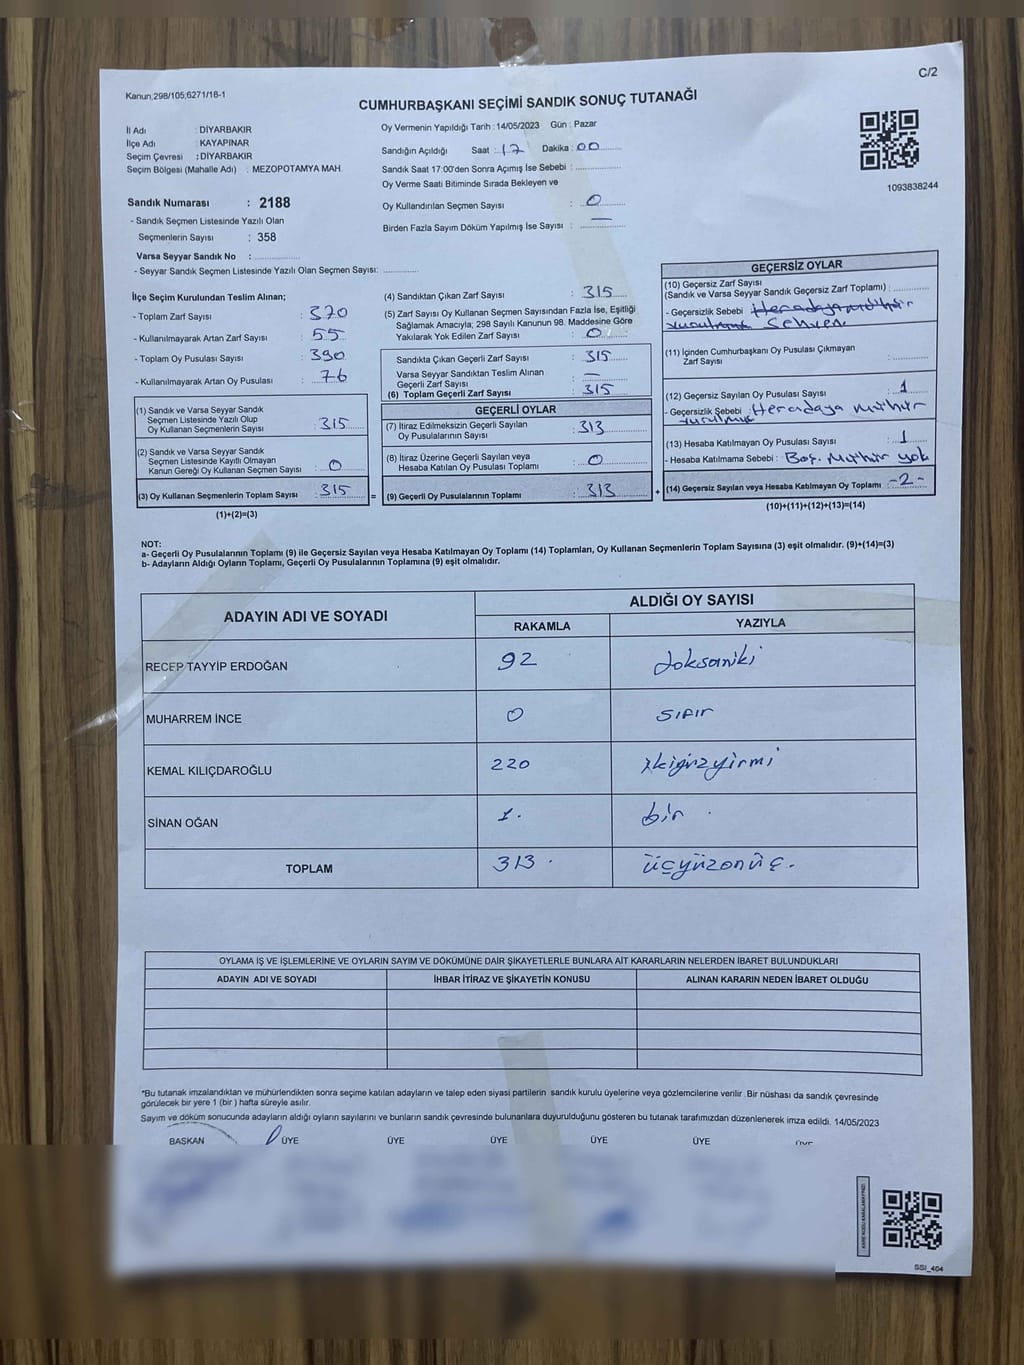 C/2
Kanun;298/105;6271/18-1
CUMHURBAŞKANI SEÇİMİ SANDIK SONUÇ TUTANAĞI
İl Adı : DİYARBAKIR
İlçe Adı : KAYAPINAR
Seçim Çevresi : DİYARBAKIR
Seçim Bölgesi (Mahalle Adı) : MEZOPOTAMYA MAH.
Sandık Numarası : 2188
- Sandık Seçmen Listesinde Yazılı Olan
Seçmenlerin Sayısı : 358
Varsa Seyyar Sandık No :
- Seyyar Sandık Seçmen Listesinde Yazılı Olan Seçmen Sayısı:
Oy Vermenin Yapıldığı Tarih : 14/05/2023 Gün : Pazar
Sandığın Açıldığı Saat : 17 Dakika : 00
Sandık Saat 17:00'den Sonra Açımış İse Sebebi :
Oy Verme Saati Bitiminde Sırada Bekleyen ve
Oy Kullandırılan Seçmen Sayısı : 0
Birden Fazla Sayım Döküm Yapılmış İse Sayısı : —
1093838244
İlçe Seçim Kurulundan Teslim Alınan;
- Toplam Zarf Sayısı : 370
- Kullanılmayarak Artan Zarf Sayısı : 55
- Toplam Oy Pusulası Sayısı : 390
- Kullanılmayarak Artan Oy Pusulası : 76
(1) Sandık ve Varsa Seyyar Sandık
Seçmen Listesinde Yazılı Olup
Oy Kullanan Seçmenlerin Sayısı : 315
(2) Sandık ve Varsa Seyyar Sandık
Seçmen Listesinde Kayıtlı Olmayan
Kanun Gereği Oy Kullanan Seçmen Sayısı : 0
(3) Oy Kullanan Seçmenlerin Toplam Sayısı : 315
(1)+(2)=(3)
(4) Sandıktan Çıkan Zarf Sayısı : 315
(5) Zarf Sayısı Oy Kullanan Seçmen Sayısından Fazla İse, Eşitliği
Sağlamak Amacıyla; 298 Sayılı Kanunun 98. Maddesine Göre
Yakılarak Yok Edilen Zarf Sayısı : 0
Sandıkta Çıkan Geçerli Zarf Sayısı : 315
Varsa Seyyar Sandıktan Teslim Alınan
Geçerli Zarf Sayısı : —
(6) Toplam Geçerli Zarf Sayısı : 315
GEÇERLİ OYLAR
(7) İtiraz Edilmeksizin Geçerli Sayılan
Oy Pusulalarının Sayısı : 313
(8) İtiraz Üzerine Geçerli Sayılan veya
Hesaba Katılan Oy Pusulası Toplamı : 0
= (9) Geçerli Oy Pusulalarının Toplamı : 313 +
GEÇERSİZ OYLAR
(10) Geçersiz Zarf Sayısı
(Sandık ve Varsa Seyyar Sandık Geçersiz Zarf Toplamı) :
- Geçersizlik Sebebi : Heradaya mühür
vurulmuş Sehven
(11) İçinden Cumhurbaşkanı Oy Pusulası Çıkmayan
Zarf Sayısı :
(12) Geçersiz Sayılan Oy Pusulası Sayısı : 1
- Geçersizlik Sebebi : Heradaya mühür
vurulmuş
(13) Hesaba Katılmayan Oy Pusulası Sayısı : 1
- Hesaba Katılmama Sebebi : Boş. Mühür yok
(14) Geçersiz Sayılan veya Hesaba Katılmayan Oy Toplamı : -2-
(10)+(11)+(12)+(13)=(14)
NOT:
a- Geçerli Oy Pusulalarının Toplamı (9) ile Geçersiz Sayılan veya Hesaba Katılmayan Oy Toplamı (14) Toplamları, Oy Kullanan Seçmenlerin Toplam Sayısına (3) eşit olmalıdır. (9)+(14)=(3)
b- Adayların Aldığı Oyların Toplamı, Geçerli Oy Pusulalarının Toplamına (9) eşit olmalıdır.
ADAYIN ADI VE SOYADI ALDIĞI OY SAYISI
RAKAMLA YAZIYLA
RECEP TAYYİP ERDOĞAN 92 doksaniki
MUHARREM İNCE 0 sıfır
KEMAL KILIÇDAROĞLU 220 ikiyüzyirmi
SİNAN OĞAN 1. bir .
TOPLAM 313 . üçyüzonüç.
OYLAMA İŞ VE İŞLEMLERİNE VE OYLARIN SAYIM VE DÖKÜMÜNE DAİR ŞİKAYETLERLE BUNLARA AİT KARARLARIN NELERDEN İBARET BULUNDUKLARI
ADAYIN ADI VE SOYADI İHBAR İTİRAZ VE ŞİKAYETİN KONUSU ALINAN KARARIN NEDEN İBARET OLDUĞU
*Bu tutanak imzalandıktan ve mühürlendikten sonra seçime katılan adayların ve talep eden siyasi partilerin sandık kurulu üyelerine veya gözlemcilerine verilir. Bir nüshası da sandık çevresinde
görülecek bir yere 1 (bir) hafta süreyle asılır.
Sayım ve döküm sonucunda adayların aldığı oyların sayılarını ve bunların sandık çevresinde bulunanlara duyurulduğunu gösteren bu tutanak tarafımızdan düzenlenerek imza edildi. 14/05/2023
BAŞKAN ÜYE ÜYE ÜYE ÜYE ÜYE ÜYE
SSI_404